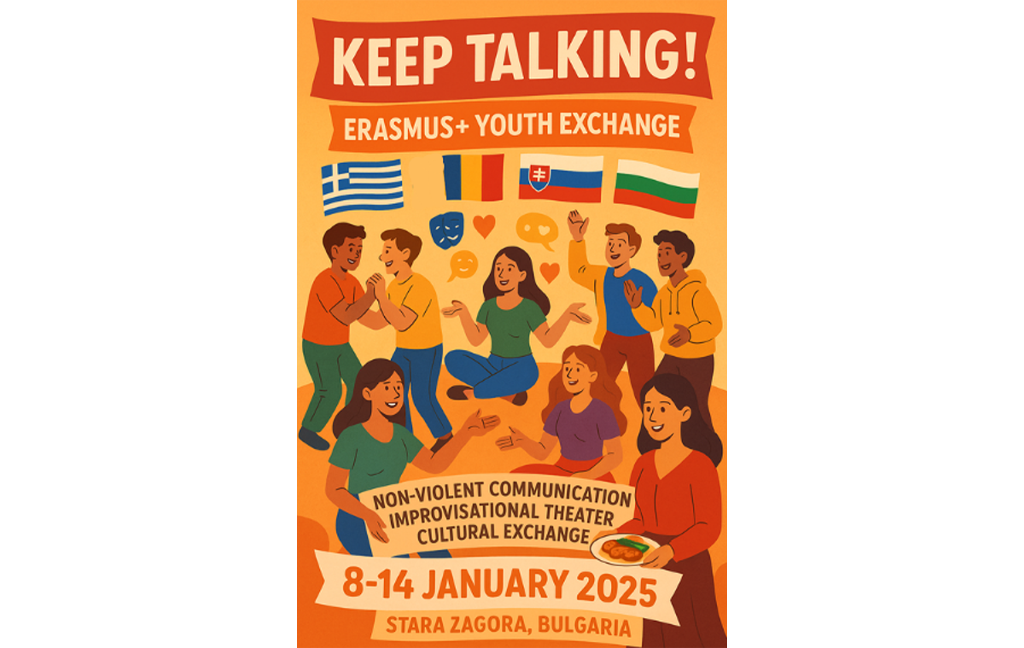 KEEP TALKING!
ERASMUS+ YOUTH EXCHANGE
NON-VIOLENT COMMUNICATION
IMPROVISATIONAL THEATER
CULTURAL EXCHANGE
8-14 JANUARY 2025
STARA ZAGORA, BULGARIA